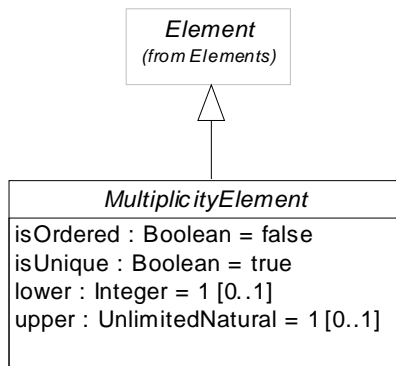 Element
(from Elements)
MultiplicityElement
isOrdered : Boolean = false
isUnique : Boolean = true
lower : Integer = 1 [0..1]
upper : UnlimitedNatural = 1 [0..1]